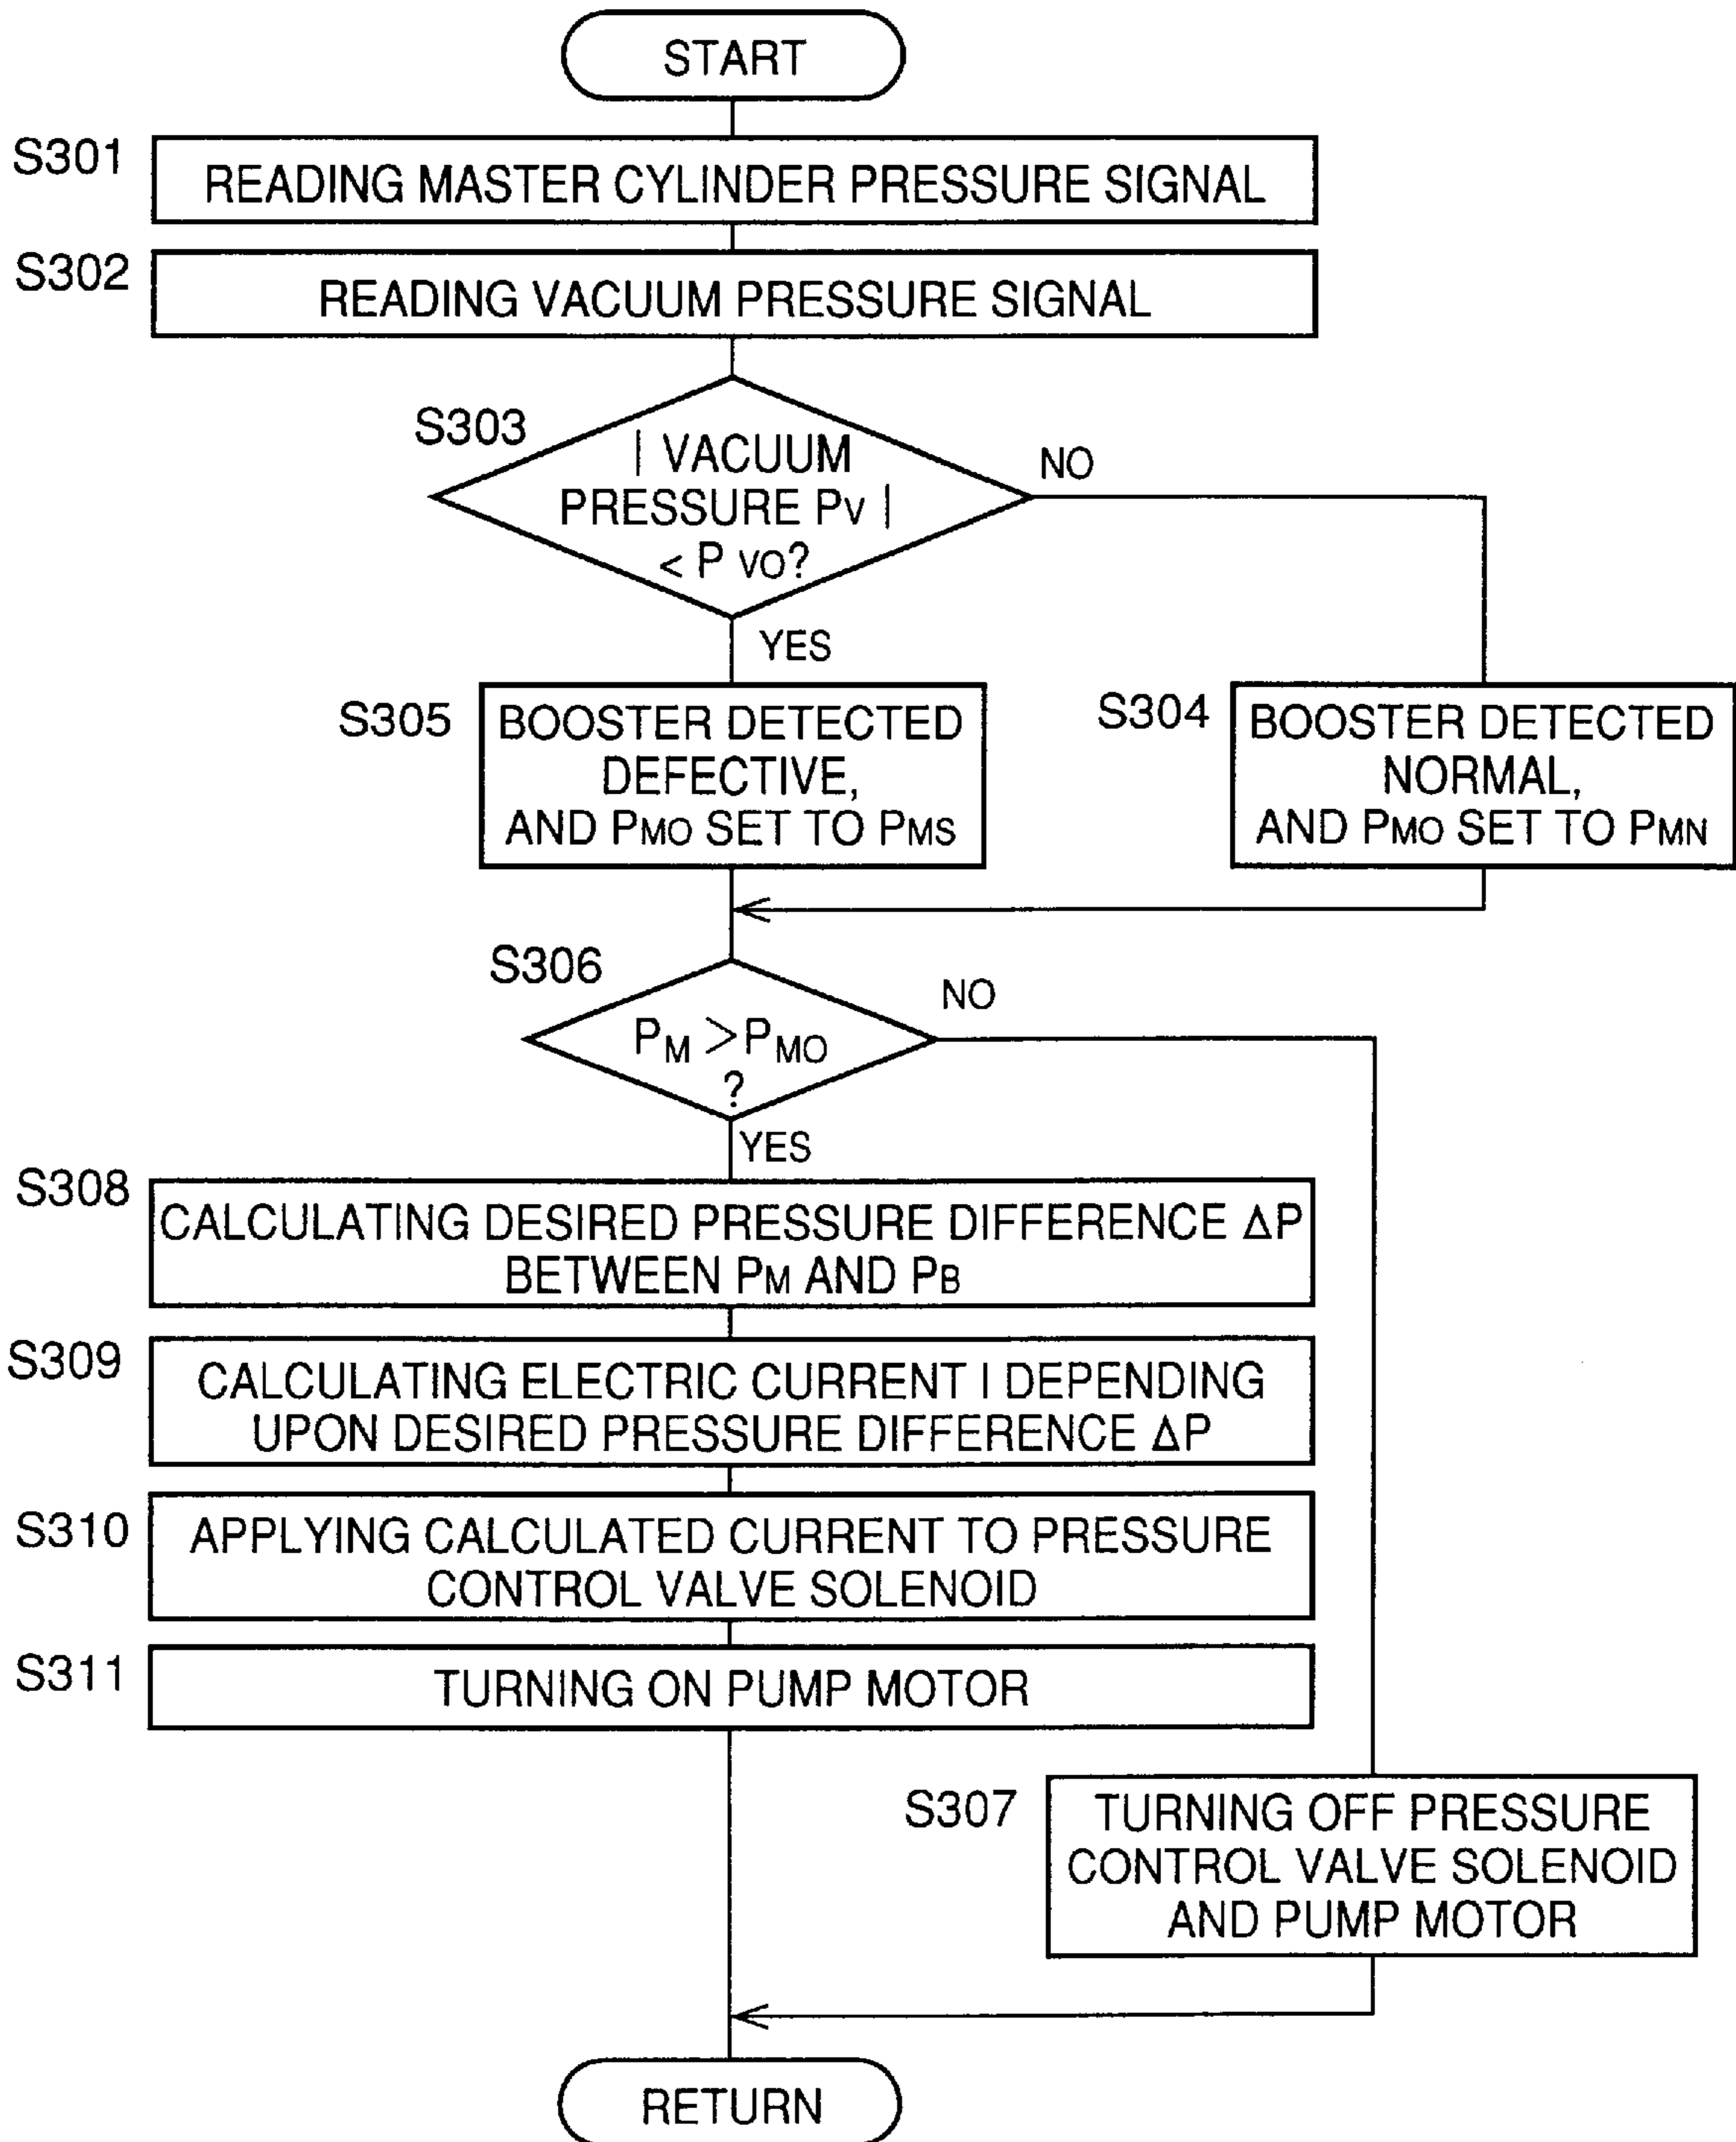 START
S301
READING MASTER CYLINDER PRESSURE SIGNAL
S302
READING VACUUM PRESSURE SIGNAL
S303
| VACUUM
PRESSURE PV |
< P VO?
NO
YES
S305
BOOSTER DETECTED
DEFECTIVE,
AND PMO SET TO PMS
S304
BOOSTER DETECTED
NORMAL,
AND PMO SET TO PMN
S306
PM > PMO
?
NO
YES
S308
CALCULATING DESIRED PRESSURE DIFFERENCE ΔP
BETWEEN PM AND PB
S309
CALCULATING ELECTRIC CURRENT I DEPENDING
UPON DESIRED PRESSURE DIFFERENCE ΔP
S310
APPLYING CALCULATED CURRENT TO PRESSURE
CONTROL VALVE SOLENOID
S311
TURNING ON PUMP MOTOR
S307
TURNING OFF PRESSURE
CONTROL VALVE SOLENOID
AND PUMP MOTOR
RETURN